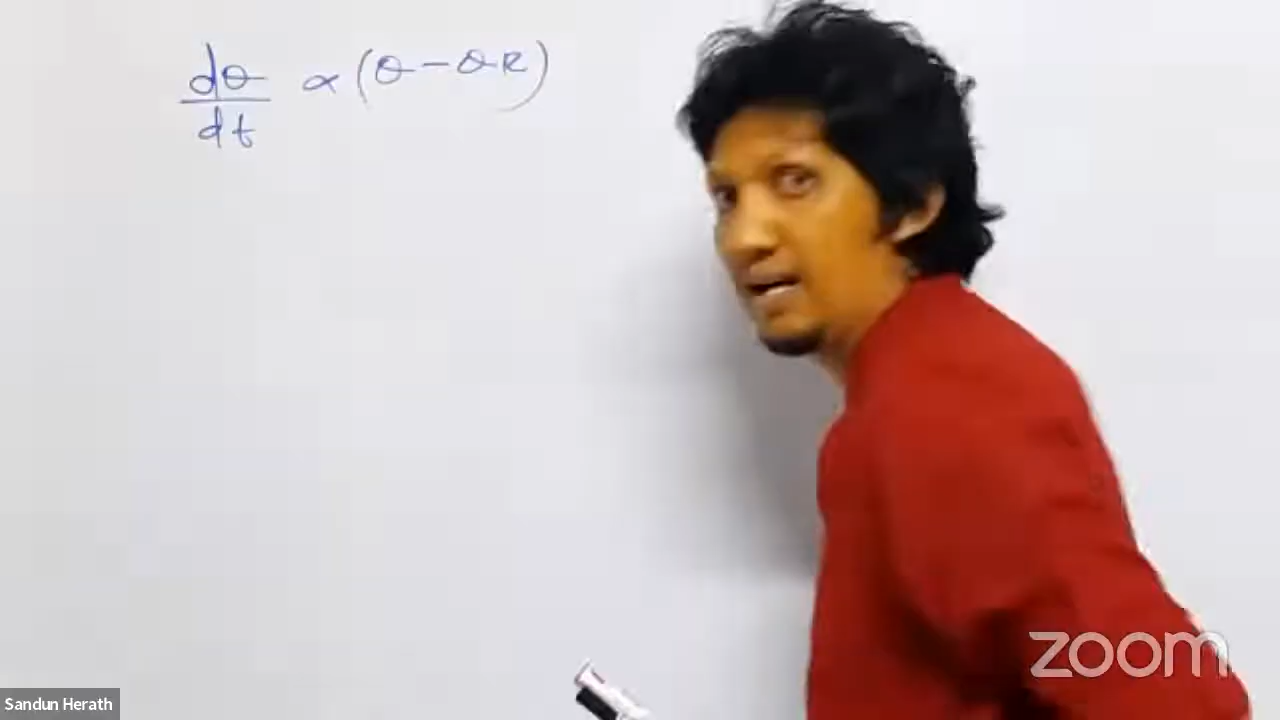 dθ/dt ∝ (θ - θR)
zoom
Sandun Herath